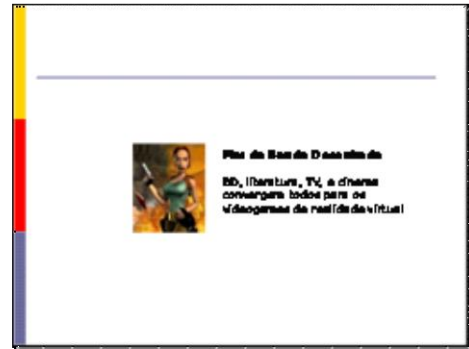 Fim da Banda Desenhada
BD, literatura, TV, e cinema
convergem todos para os
videogames de realidade virtual